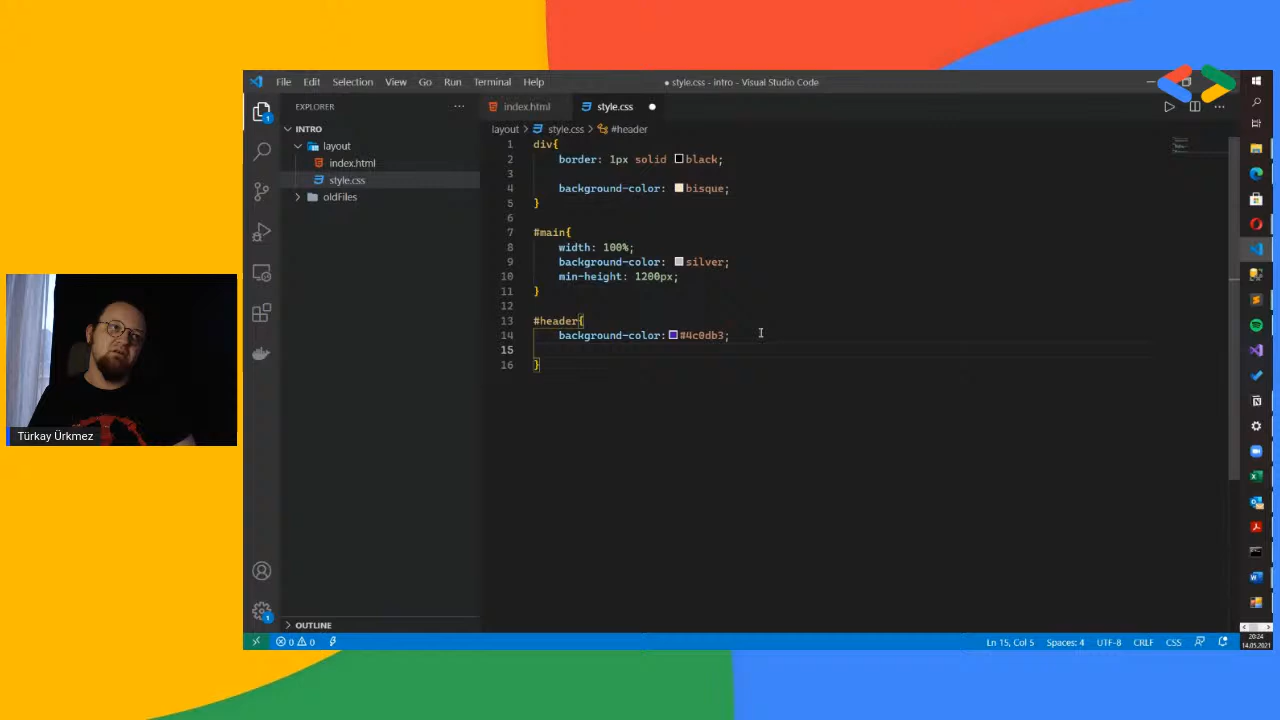 File Edit Selection View Go Run Terminal Help
● style.css - intro - Visual Studio Code
EXPLORER ...
INTRO
layout
index.html
style.css
oldFiles
OUTLINE
index.html style.css ●
layout > style.css > #header
1 div{
2 border: 1px solid black;
3
4 background-color: bisque;
5 }
6
7 #main{
8 width: 100%;
9 background-color: silver;
10 min-height: 1200px;
11 }
12
13 #header{
14 background-color:#4c0db3;
15
16 }
Türkay Ürkmez
0 0
Ln 15, Col 5 Spaces: 4 UTF-8 CRLF CSS
20:24
14.05.2021